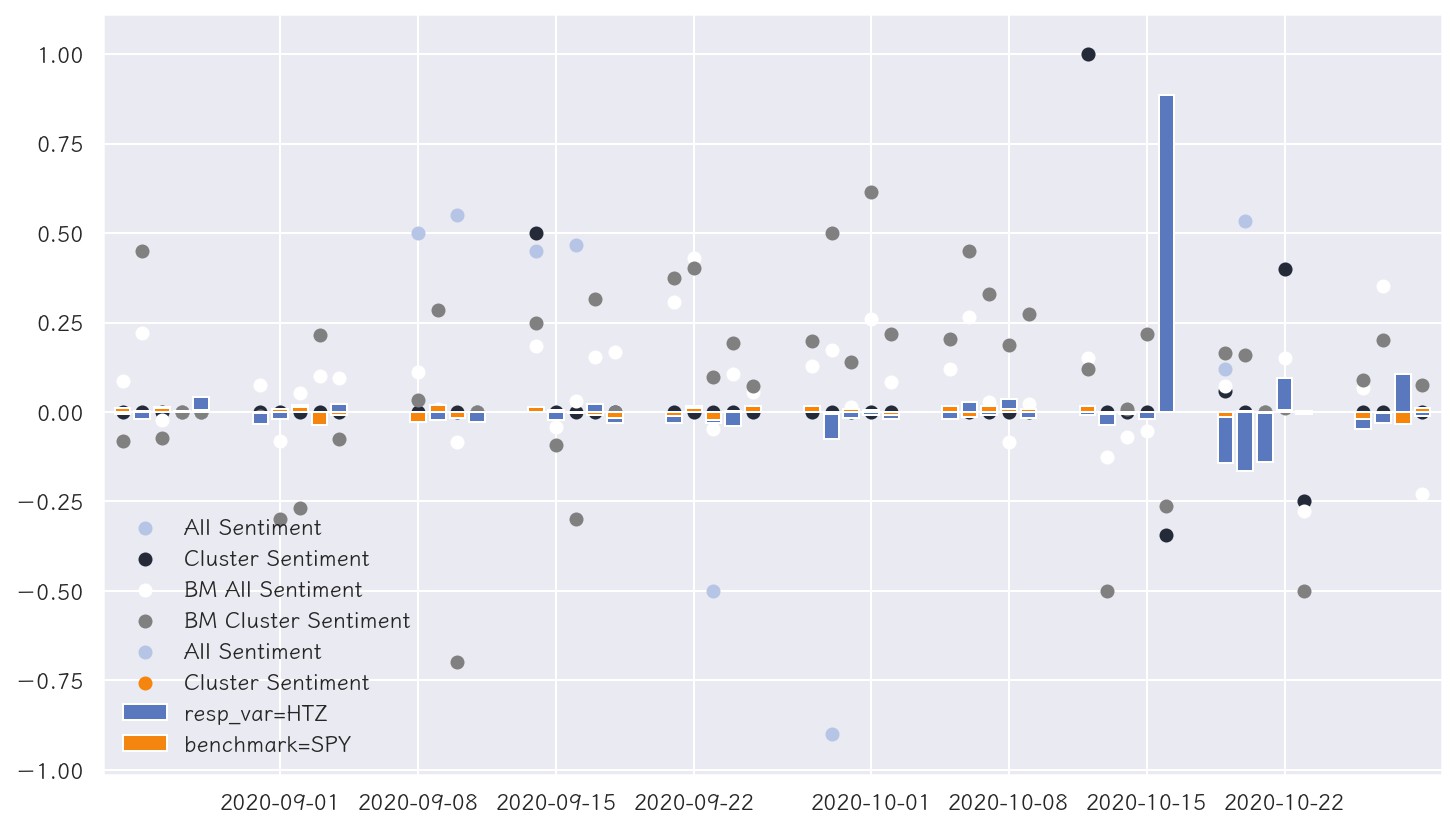 1.00
0.75
0.50
0.25
0.00
−0.25
−0.50
−0.75
−1.00
All Sentiment
Cluster Sentiment
BM All Sentiment
BM Cluster Sentiment
All Sentiment
Cluster Sentiment
resp_var=HTZ
benchmark=SPY
2020-09-01 2020-09-08 2020-09-15 2020-09-22 2020-10-01 2020-10-08 2020-10-15 2020-10-22